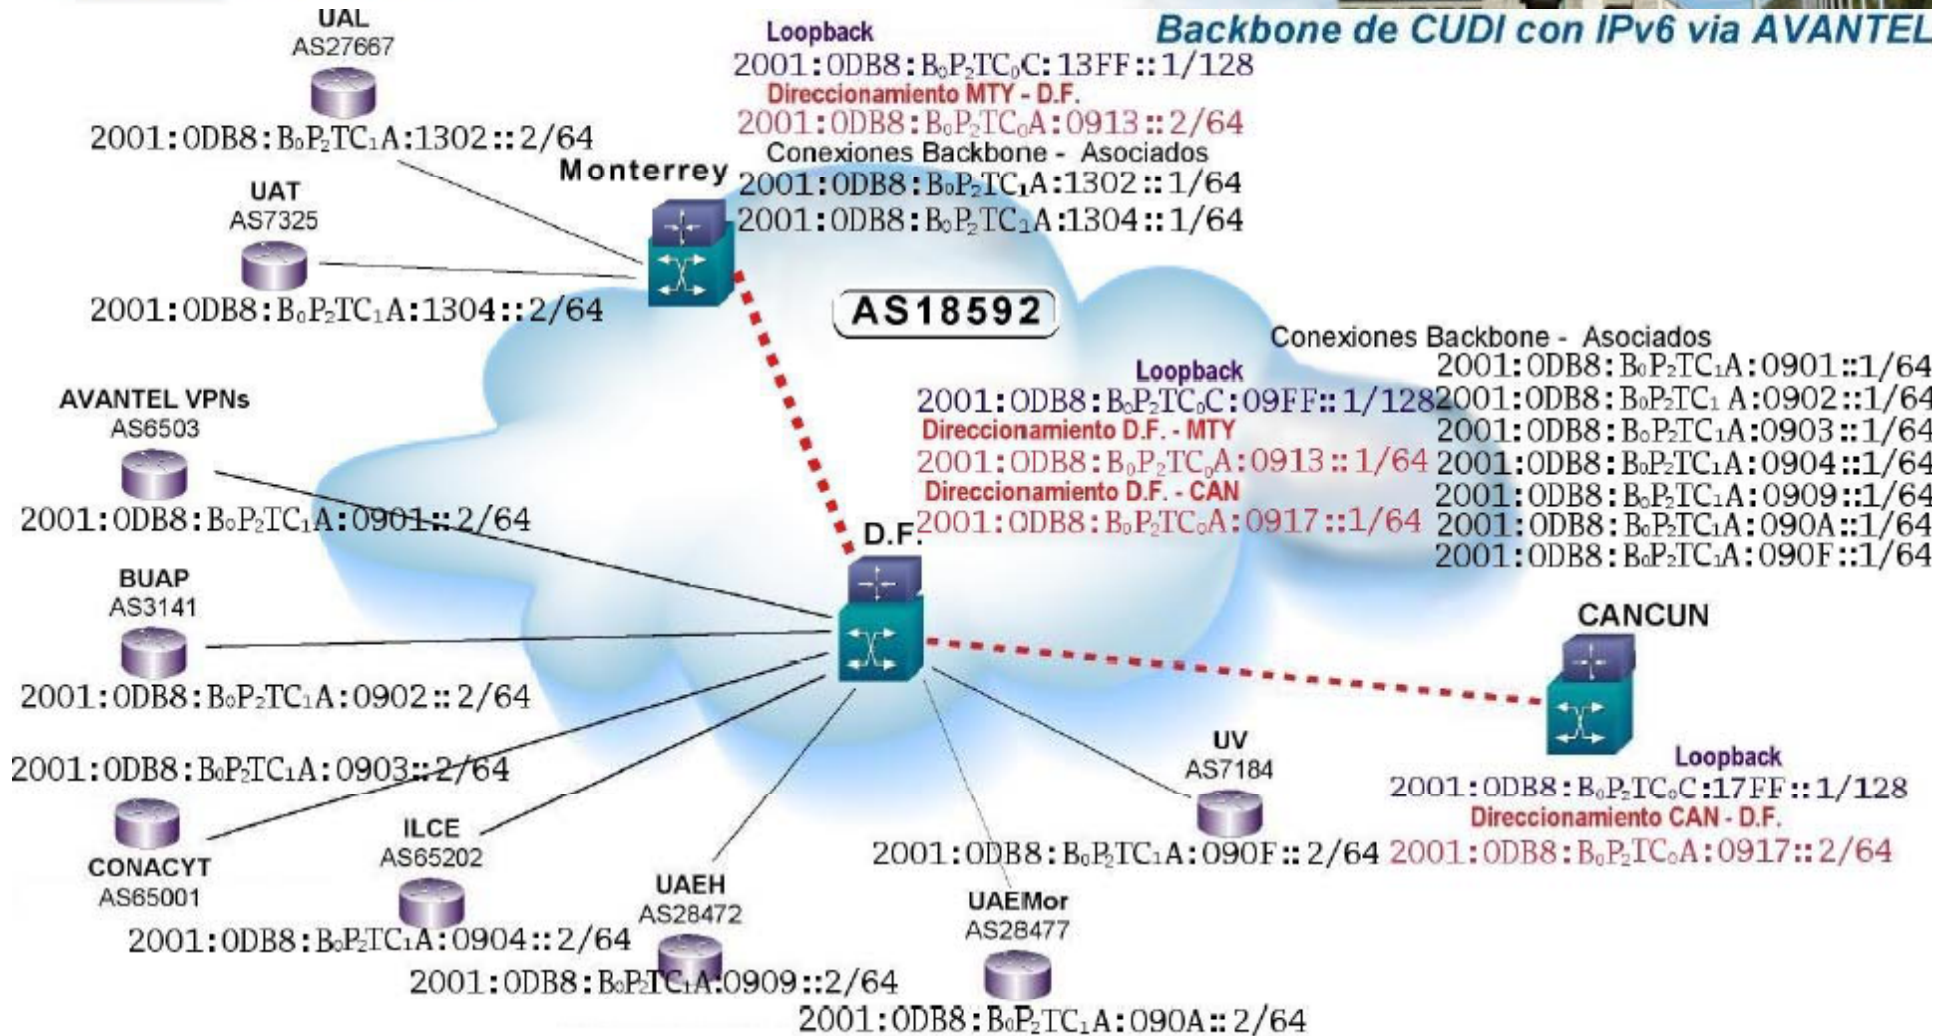 Backbone de CUDI con IPv6 via AVANTEL
UAL
AS27667
2001:0DB8:B₀P₂TC₁A:1302::2/64
UAT
AS7325
2001:0DB8:B₀P₂TC₁A:1304::2/64
Loopback
2001:0DB8:B₀P₂TC₀C:13FF::1/128
Direccionamiento MTY - D.F.
2001:0DB8:B₀P₂TC₀A:0913::2/64
Conexiones Backbone - Asociados
Monterrey
2001:0DB8:B₀P₂TC₁A:1302::1/64
2001:0DB8:B₀P₂TC₁A:1304::1/64
AS18592
Conexiones Backbone - Asociados
2001:0DB8:B₀P₂TC₁A:0901::1/64
2001:0DB8:B₀P₂TC₁A:0902::1/64
2001:0DB8:B₀P₂TC₁A:0903::1/64
2001:0DB8:B₀P₂TC₁A:0904::1/64
2001:0DB8:B₀P₂TC₁A:0909::1/64
2001:0DB8:B₀P₂TC₁A:090A::1/64
2001:0DB8:B₀P₂TC₁A:090F::1/64
Loopback
2001:0DB8:B₀P₂TC₀C:09FF::1/128
Direccionamiento D.F. - MTY
2001:0DB8:B₀P₂TC₀A:0913::1/64
Direccionamiento D.F. - CAN
2001:0DB8:B₀P₂TC₀A:0917::1/64
D.F.
AVANTEL VPNs
AS6503
2001:0DB8:B₀P₂TC₁A:0901::2/64
BUAP
AS3141
2001:0DB8:B₀P₂TC₁A:0902::2/64
2001:0DB8:B₀P₂TC₁A:0903::2/64
CONACYT
AS65001
ILCE
AS65202
2001:0DB8:B₀P₂TC₁A:0904::2/64
UAEH
AS28472
2001:0DB8:B₀P₂TC₁A:0909::2/64
UAEMor
AS28477
2001:0DB8:B₀P₂TC₁A:090A::2/64
UV
AS7184
2001:0DB8:B₀P₂TC₁A:090F::2/64
CANCUN
Loopback
2001:0DB8:B₀P₂TC₀C:17FF::1/128
Direccionamiento CAN - D.F.
2001:0DB8:B₀P₂TC₀A:0917::2/64